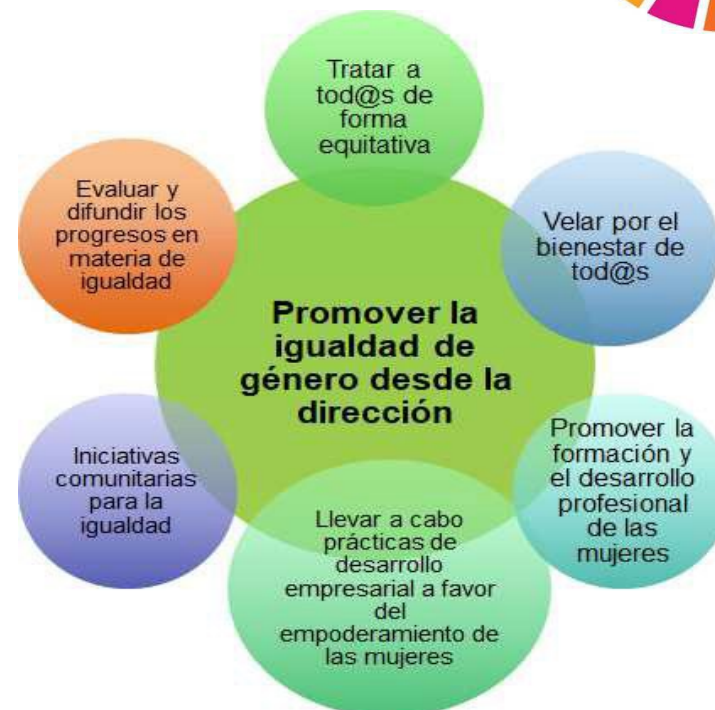 Tratar a
tod@s de
forma
equitativa
Evaluar y
difundir los
progresos en
materia de
igualdad
Velar por el
bienestar de
tod@s
Promover la
igualdad de
género desde la
dirección
Iniciativas
comunitarias
para la
igualdad
Promover la
formación y
el desarrollo
profesional
de las
mujeres
Llevar a cabo
prácticas de
desarrollo
empresarial a favor
del
empoderamiento de
las mujeres